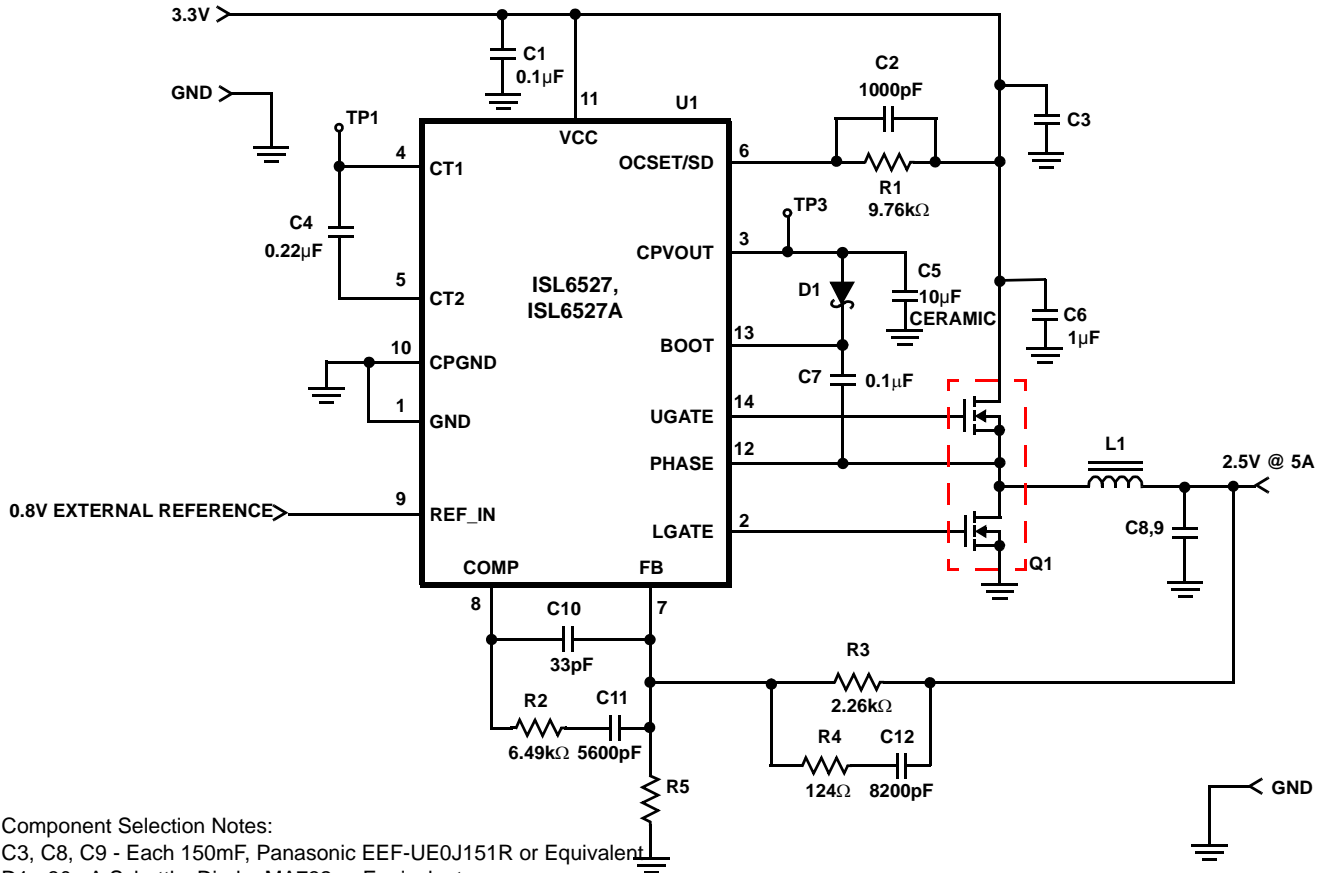 3.3V
C1
0.1µF
C2
1000pF
GND
TP1
11
U1
C3
VCC
4
CT1
OCSET/SD
6
R1
9.76kΩ
TP3
C4
0.22µF
CPVOUT
3
C5
10µF
CERAMIC
D1
5
CT2
ISL6527,
ISL6527A
C6
1µF
BOOT
13
10
CPGND
C7
0.1µF
1
GND
UGATE
14
L1
PHASE
12
2.5V @ 5A
0.8V EXTERNAL REFERENCE
9
REF_IN
LGATE
2
C8,9
COMP
FB
Q1
8
7
C10
33pF
R3
2.26kΩ
R2
C11
6.49kΩ
5600pF
R4
C12
124Ω
8200pF
R5
GND
Component Selection Notes:
C3, C8, C9 - Each 150mF, Panasonic EEF-UE0J151R or Equivalent